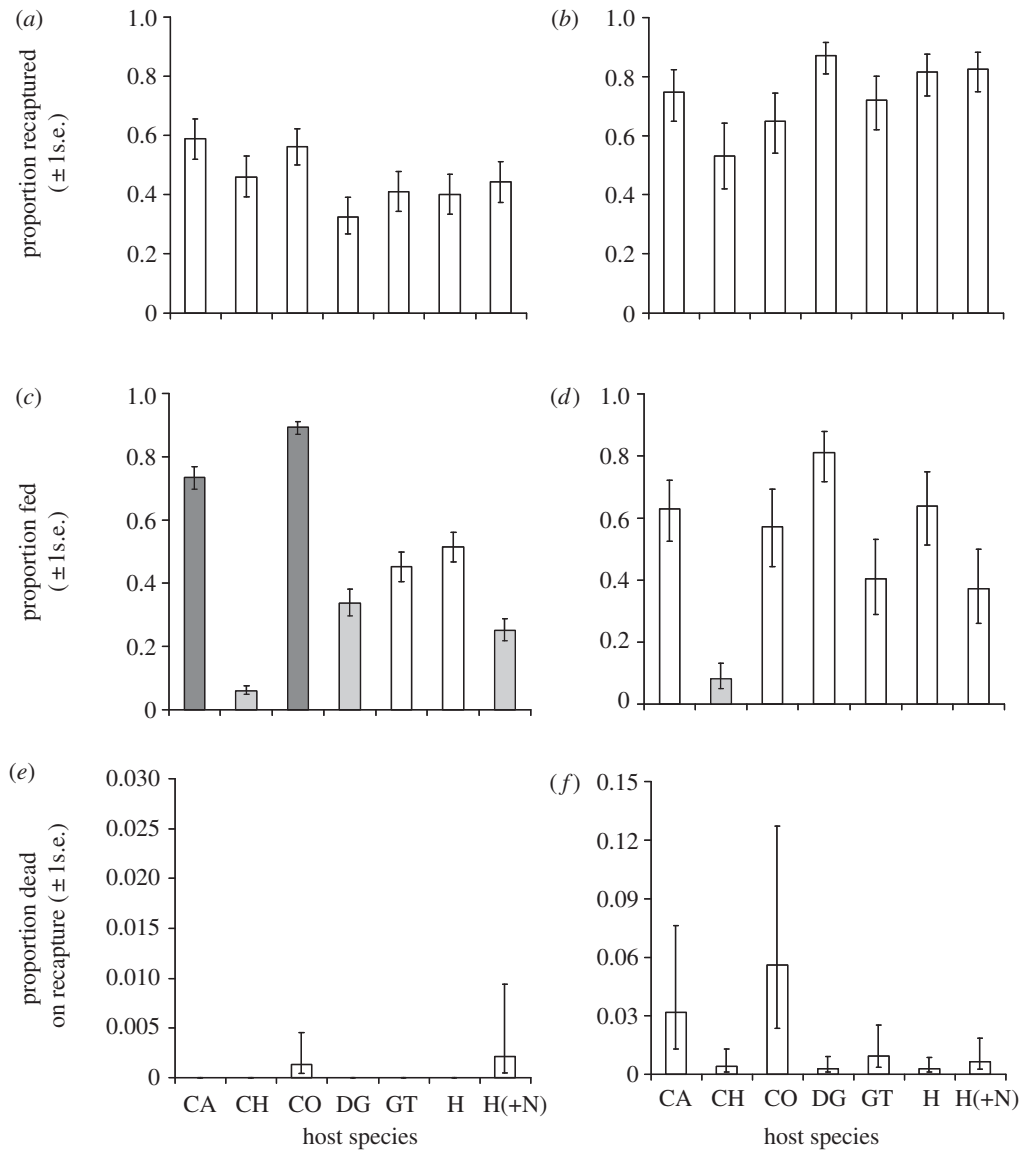 (a)
1.0
0.8
0.6
0.4
0.2
0
proportion recaptured
(± 1s.e.)
(b)
1.0
0.8
0.6
0.4
0.2
0
(c)
1.0
0.8
0.6
0.4
0.2
0
proportion fed
(±1s.e.)
(d)
1.0
0.8
0.6
0.4
0.2
0
(e)
0.030
0.025
0.020
0.015
0.010
0.005
0
proportion dead
on recapture (± 1s.e.)
CA CH CO DG GT H H(+N)
host species
(f)
0.15
0.12
0.09
0.06
0.03
0
CA CH CO DG GT H H(+N)
host species